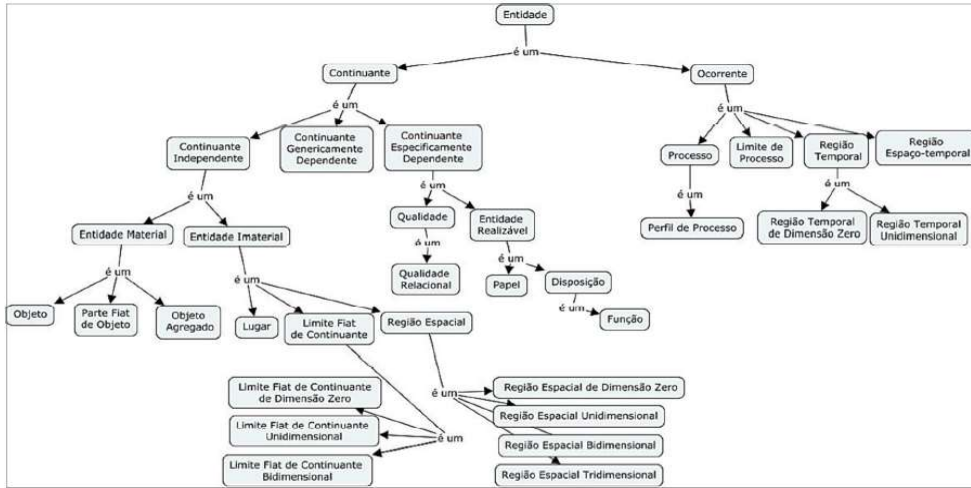 Entidade
é um
Continuante
Ocorrente
é um
é um
Continuante
Independente
Continuante
Genericamente
Dependente
Continuante
Especificamente
Dependente
Processo
Limite de
Processo
Região
Temporal
Região
Espaço-temporal
é um
é um
é um
é um
Entidade Material
Entidade Imaterial
Qualidade
Entidade
Realizável
Perfil de Processo
Região Temporal
de Dimensão Zero
Região Temporal
Unidimensional
é um
é um
é um
é um
Qualidade
Relacional
Papel
Disposição
Objeto
Parte Fiat
de Objeto
Objeto
Agregado
Lugar
Limite Fiat
de Continuante
Região Espacial
é um
Função
Limite Fiat de Continuante
de Dimensão Zero
Limite Fiat de Continuante
Unidimensional
Limite Fiat de Continuante
Bidimensional
é um
é um
Região Espacial de Dimensão Zero
Região Espacial Unidimensional
Região Espacial Bidimensional
Região Espacial Tridimensional